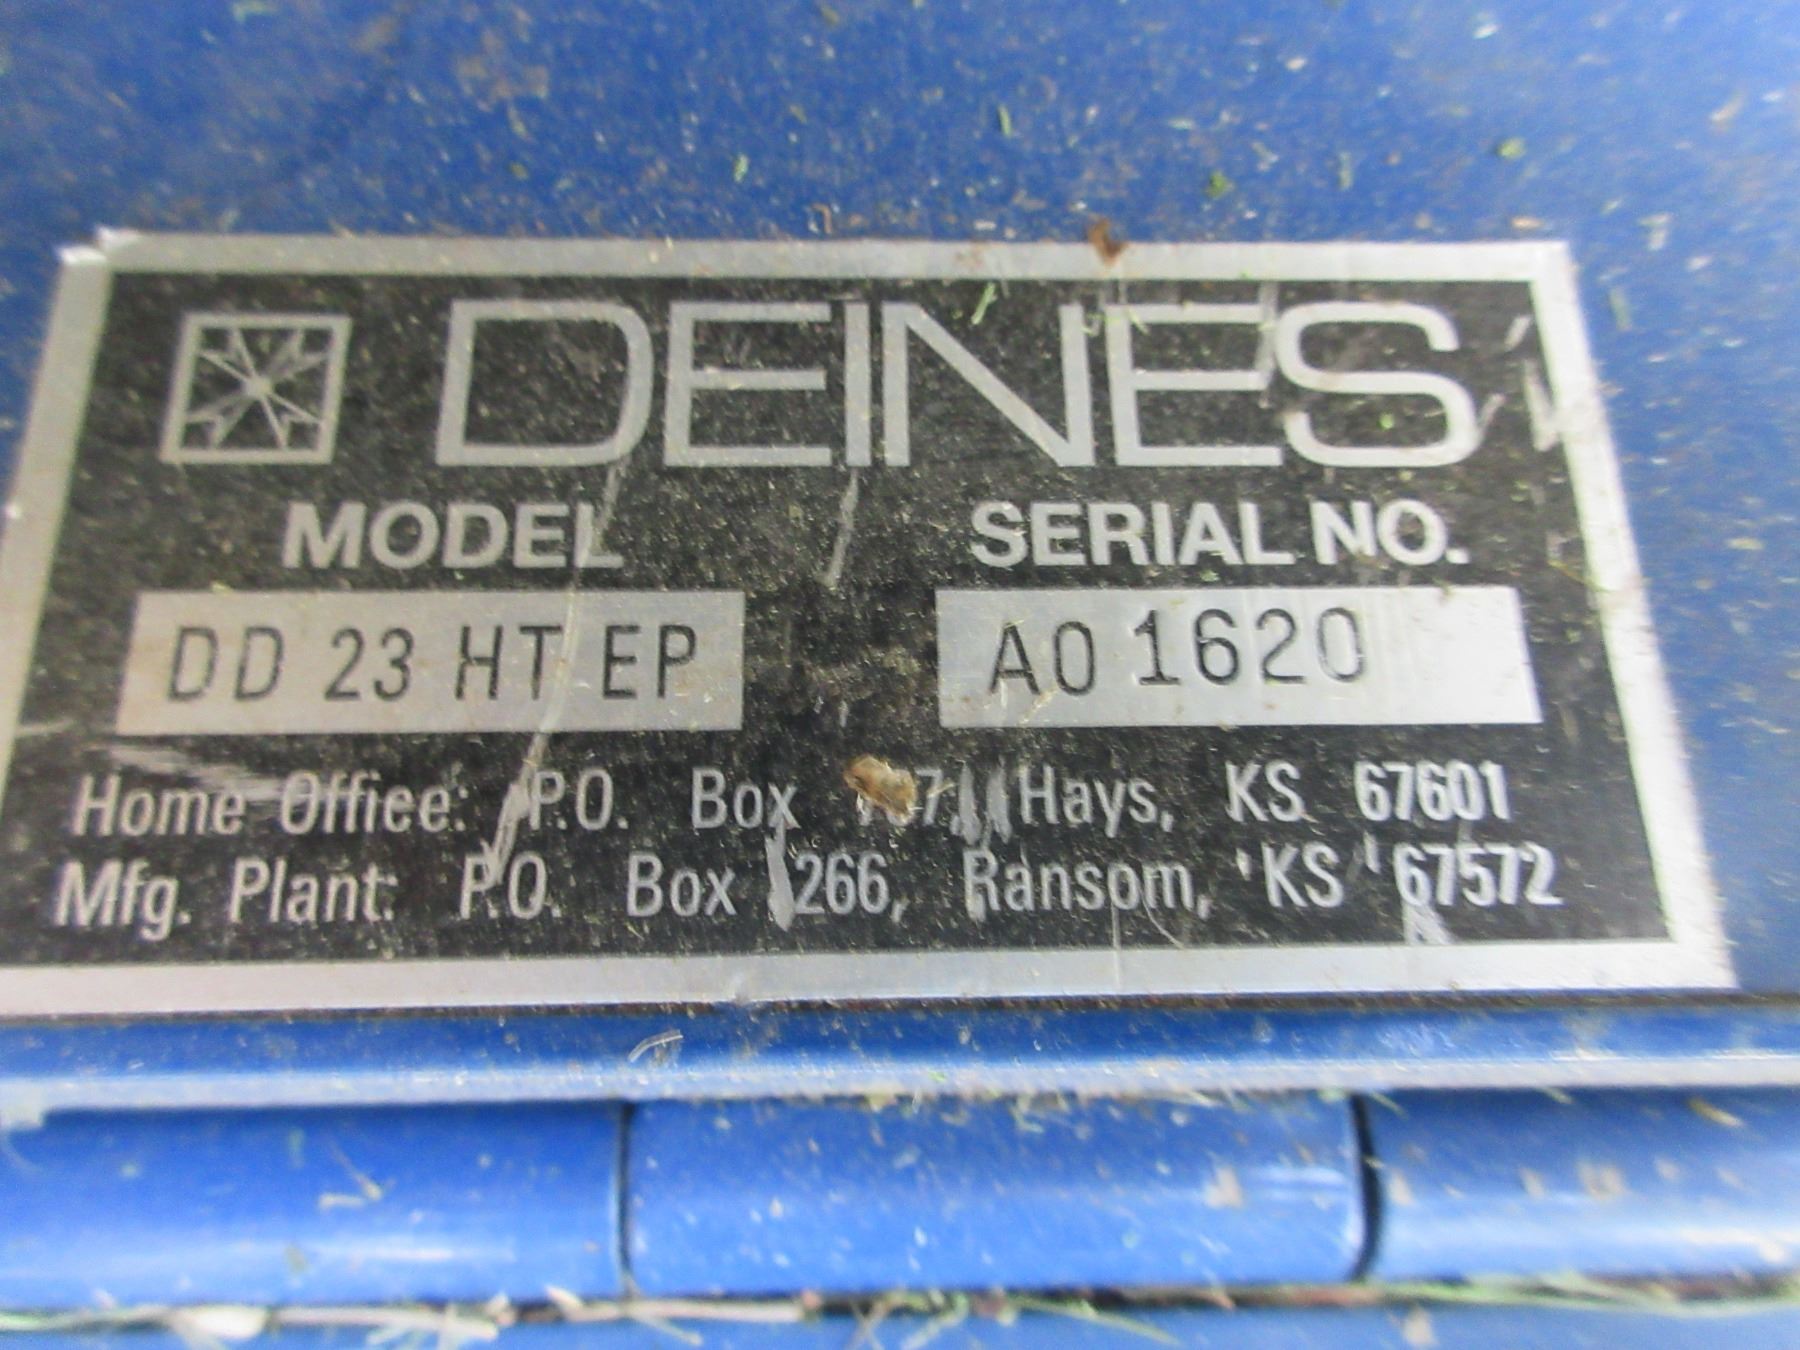 DEINES
MODEL SERIAL NO.
DD 23 HT EP A0 1620
Home Office: P.O. Box Hays, KS 67601
Mfg. Plant: P.O. Box 266, Ransom, KS 67572